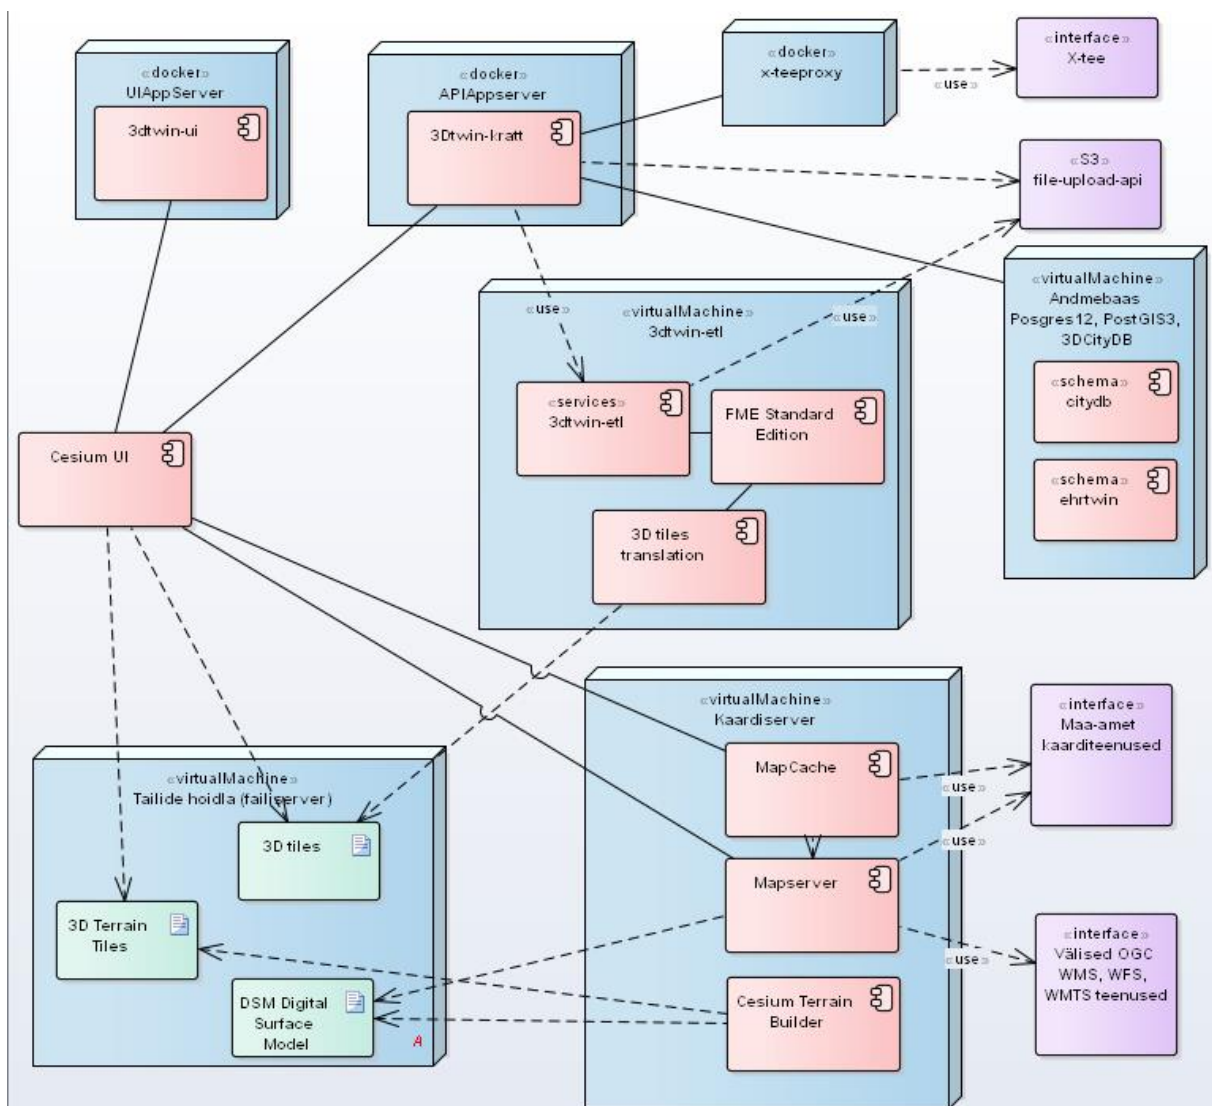 «docker»
UIAppServer
3dtwin-ui
«docker»
APIAppserver
3Dtwin-kratt
«docker»
x-teeproxy
«use»
«interface»
X-tee
«S3»
file-upload-api
«use»
«use»
«virtualMachine»
3dtwin-etl
«services»
3dtwin-etl
FME Standard
Edition
3D tiles
translation
«virtualMachine»
Andmebaas
Posgres12, PostGIS3,
3DCityDB
«schema»
citydb
«schema»
ehrtwin
Cesium UI
«virtualMachine»
Tailide hoidla (failiserver)
3D tiles
3D Terrain
Tiles
DSM Digital
Surface
Model
A
«virtualMachine»
Kaardiserver
MapCache
Mapserver
Cesium Terrain
Builder
«use»
«use»
«use»
«interface»
Maa-amet
kaarditeenused
«interface»
Välised OGC
WMS, WFS,
WMTS teenused